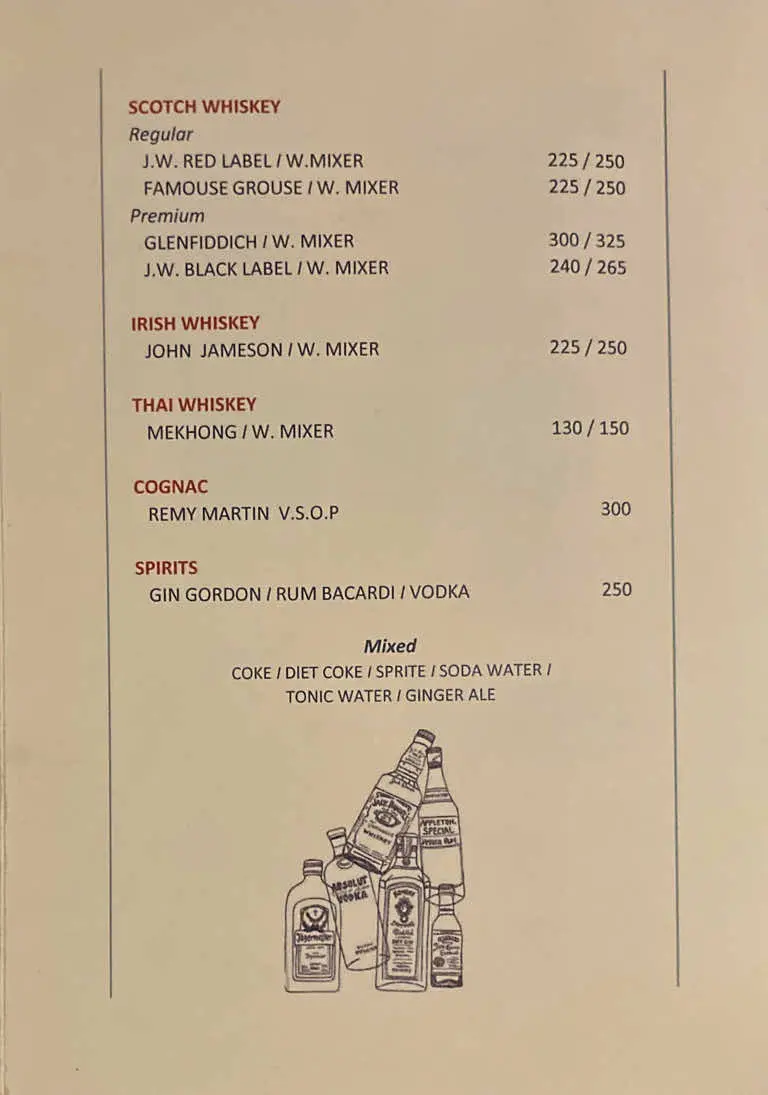 SCOTCH WHISKEY
Regular
J.W. RED LABEL / W.MIXER 225 / 250
FAMOUSE GROUSE / W. MIXER 225 / 250
Premium
GLENFIDDICH / W. MIXER 300 / 325
J.W. BLACK LABEL / W. MIXER 240 / 265
IRISH WHISKEY
JOHN JAMESON / W. MIXER 225 / 250
THAI WHISKEY
MEKHONG / W. MIXER 130 / 150
COGNAC
REMY MARTIN V.S.O.P 300
SPIRITS
GIN GORDON / RUM BACARDI / VODKA 250
Mixed
COKE / DIET COKE / SPRITE / SODA WATER /
TONIC WATER / GINGER ALE
JACK DANIEL'S
WHISKEY
APPLETON
SPECIAL
ABSOLUT
VODKA
BOMBAY
DRY GIN
Jägermeister